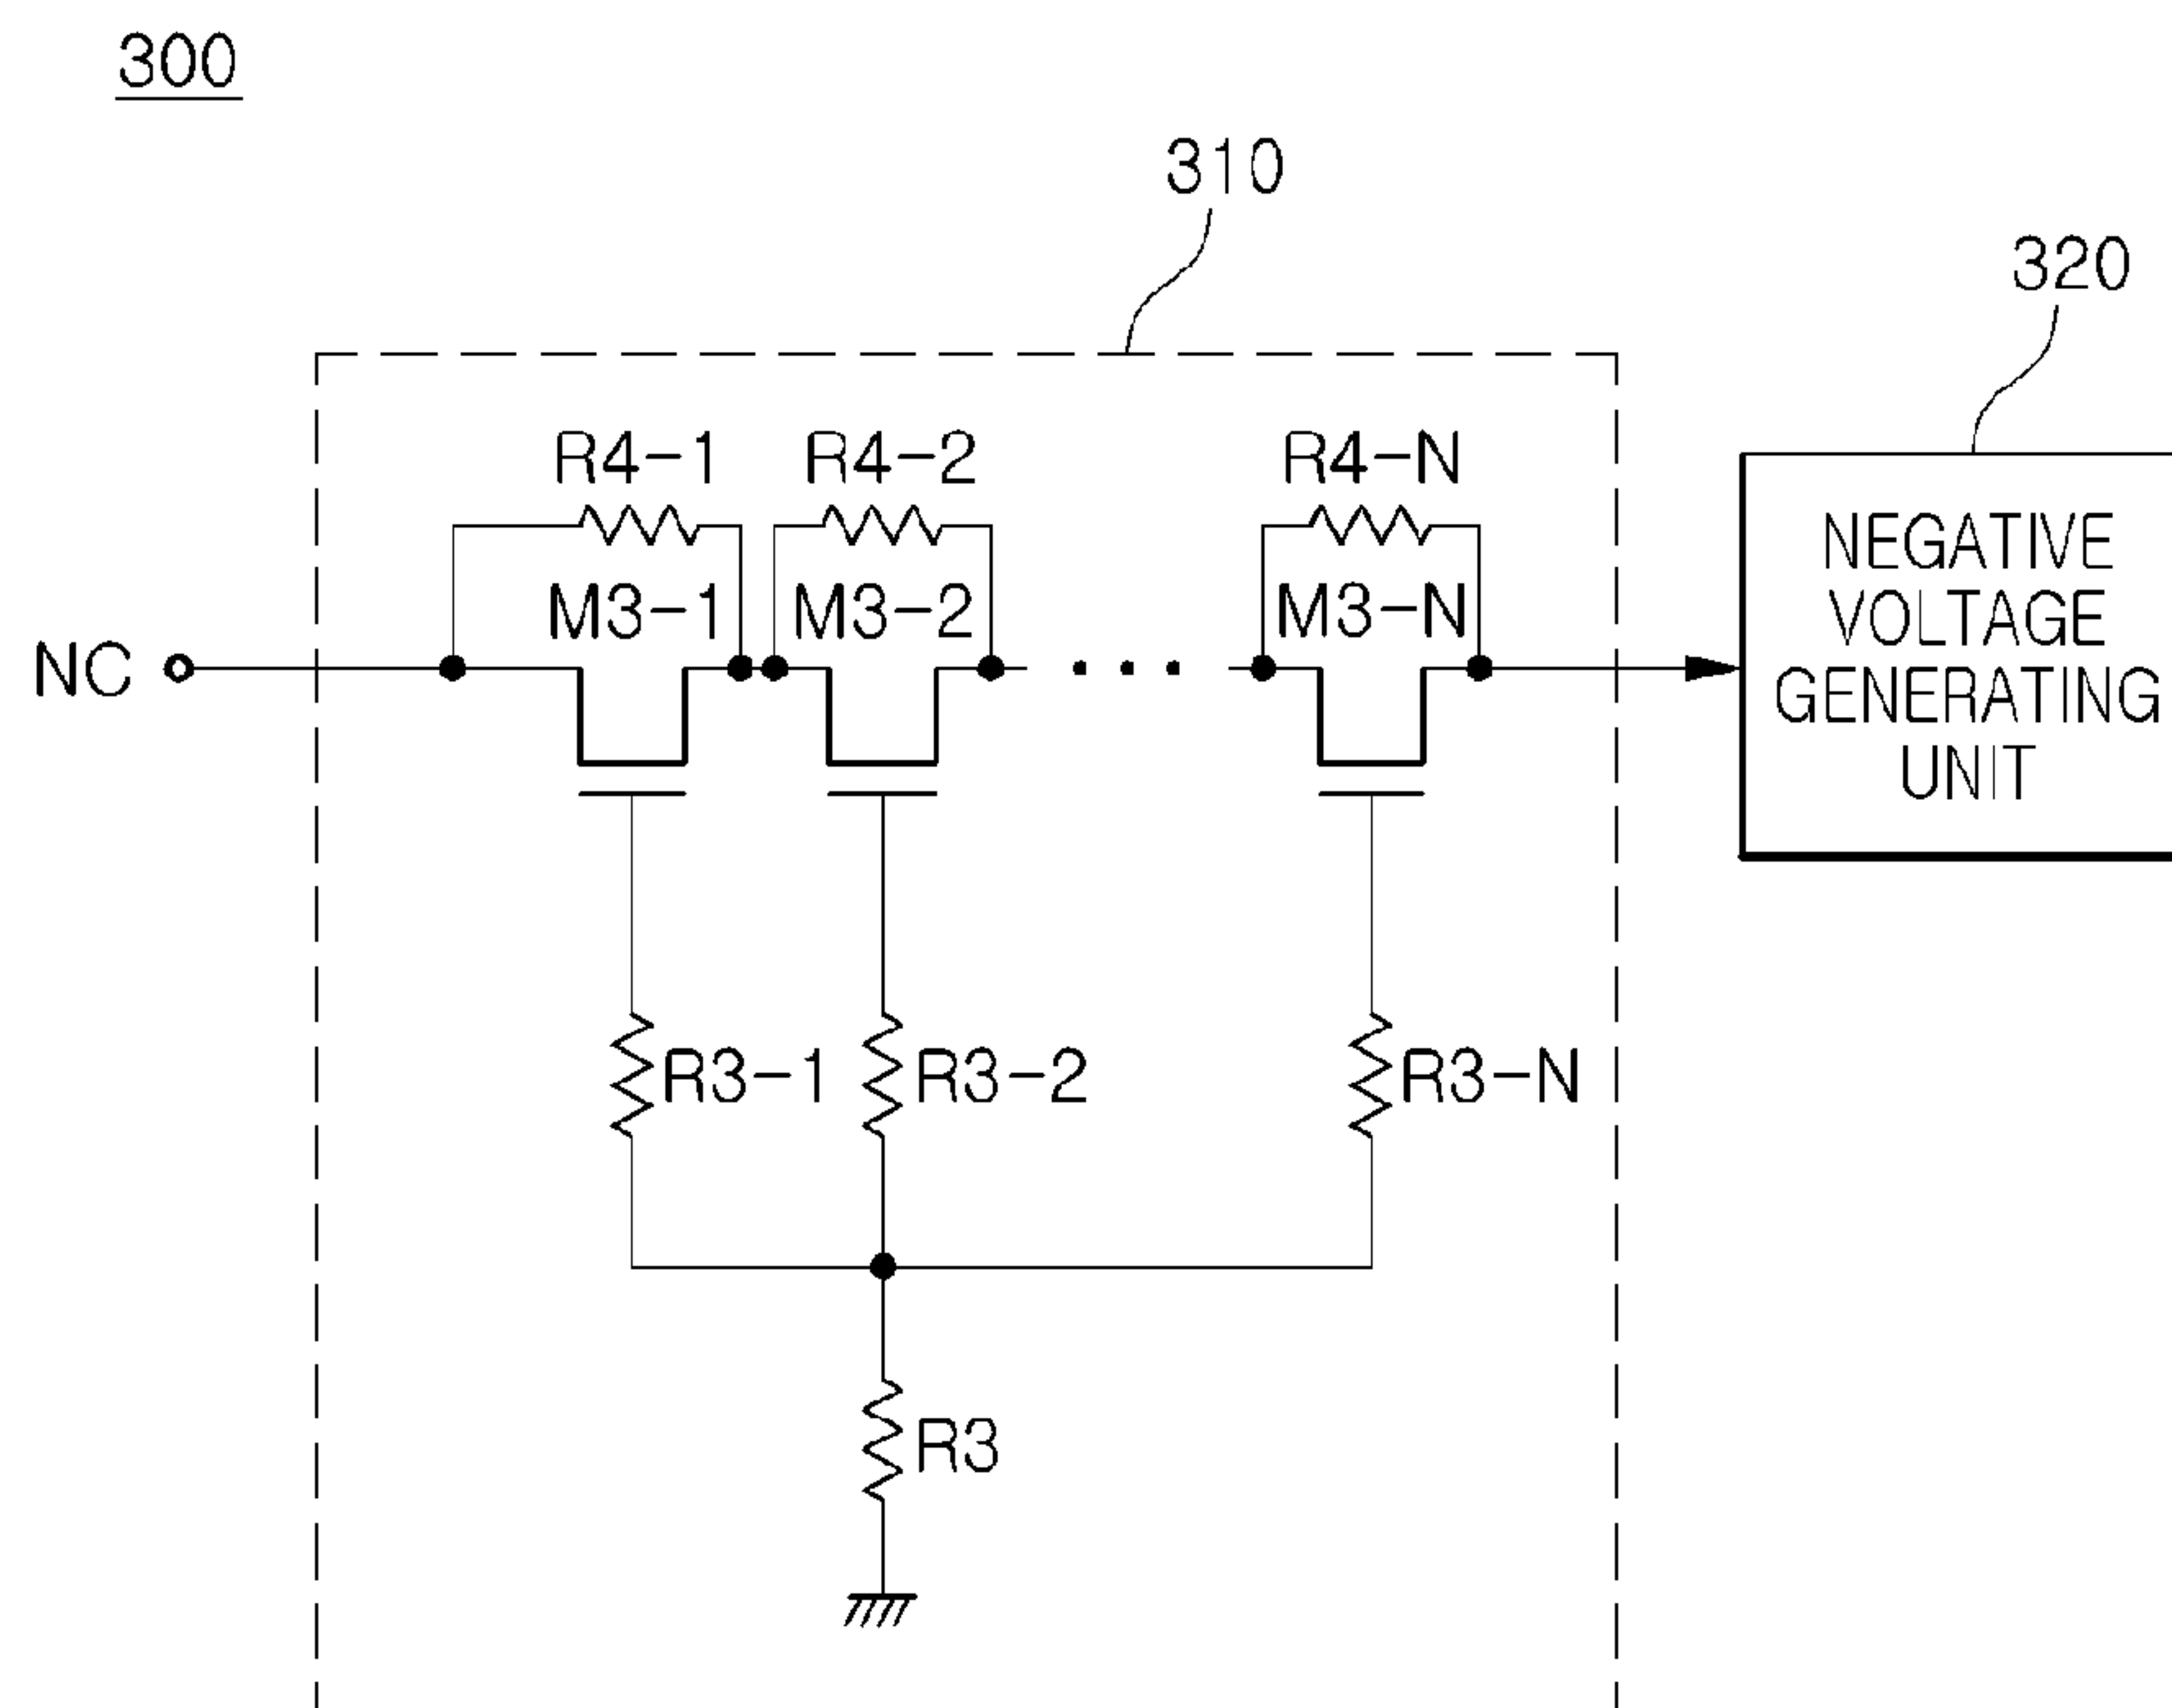 300
310
320
R4-1 R4-2 R4-N
M3-1 M3-2 M3-N
NC
NEGATIVE
VOLTAGE
GENERATING
UNIT
R3-1 R3-2 R3-N
R3